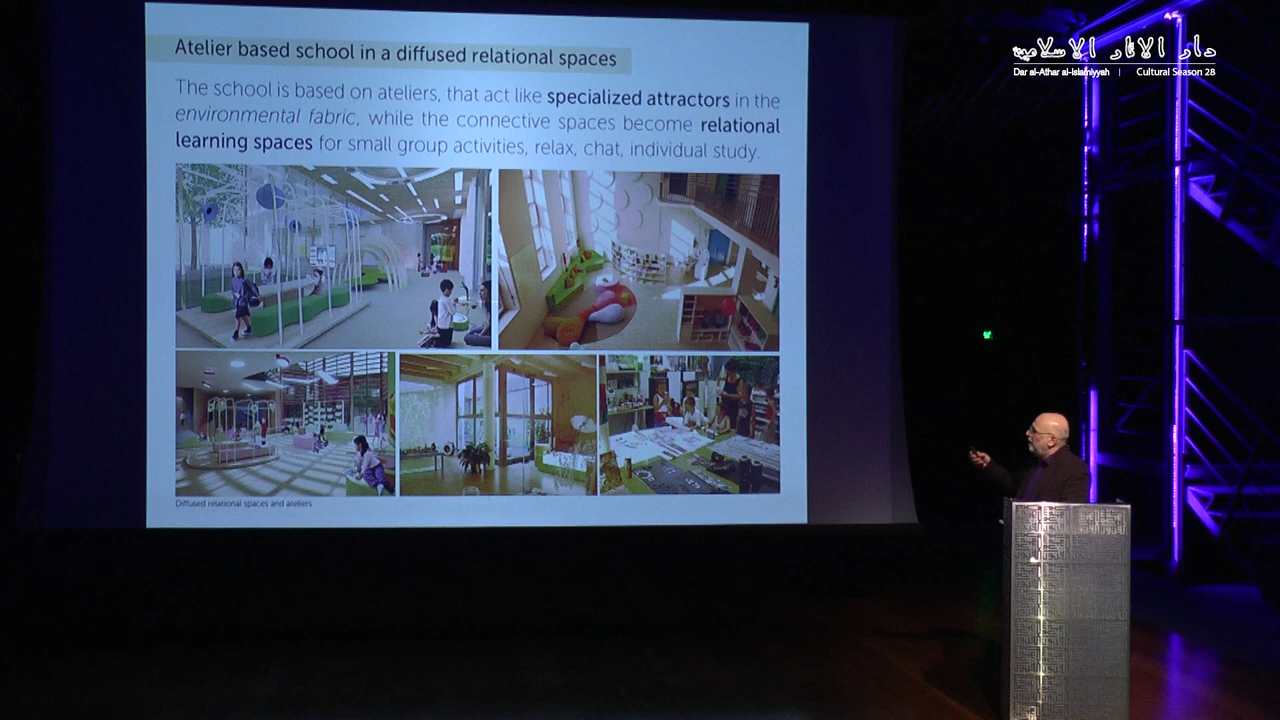 Atelier based school in a diffused relational spaces
The school is based on ateliers, that act like specialized attractors in the
environmental fabric, while the connective spaces become relational
learning spaces for small group activities, relax, chat, individual study.
Diffused relational spaces and ateliers
دار الآثار الإسلامية
Dar al-Athar al-Islamiyyah | Cultural Season 28